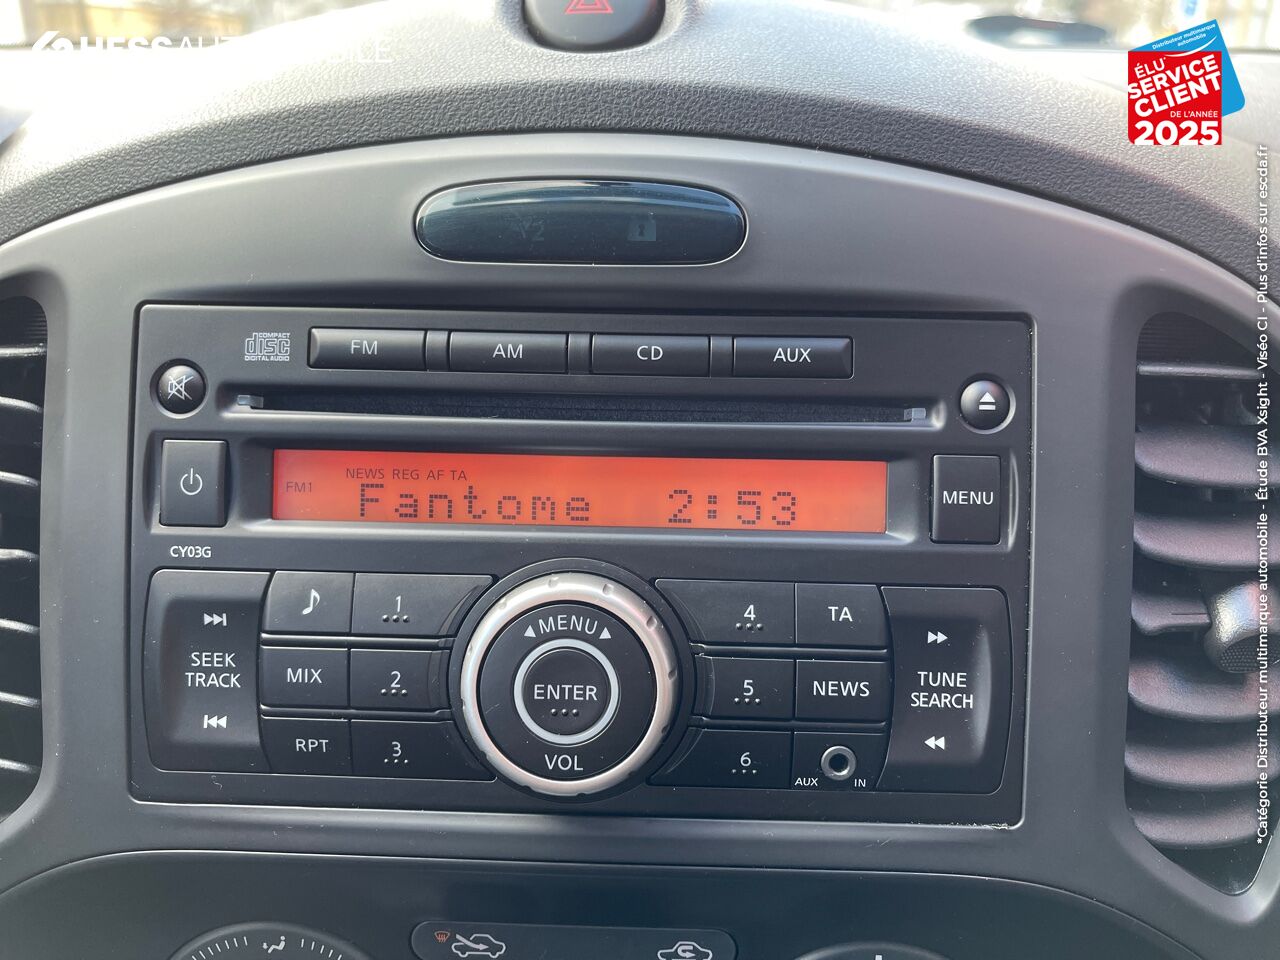 HESSAUTOMOBILE
Distributeur multimarque
automobile
ÉLU
SERVICE
CLIENT
DE L'ANNÉE
2025
*Catégorie Distributeur multimarque automobile - Étude BVA Xsight - Viséo CI - Plus d'infos sur escda.fr
COMPACT
disc
DIGITAL AUDIO
FM
AM
CD
AUX
NEWS REG AF TA
FM1
Fantome 2:53
MENU
CY03G
SEEK
TRACK
1
MIX
2
RPT
3
MENU
ENTER
VOL
4
TA
5
NEWS
6
AUX IN
TUNE
SEARCH